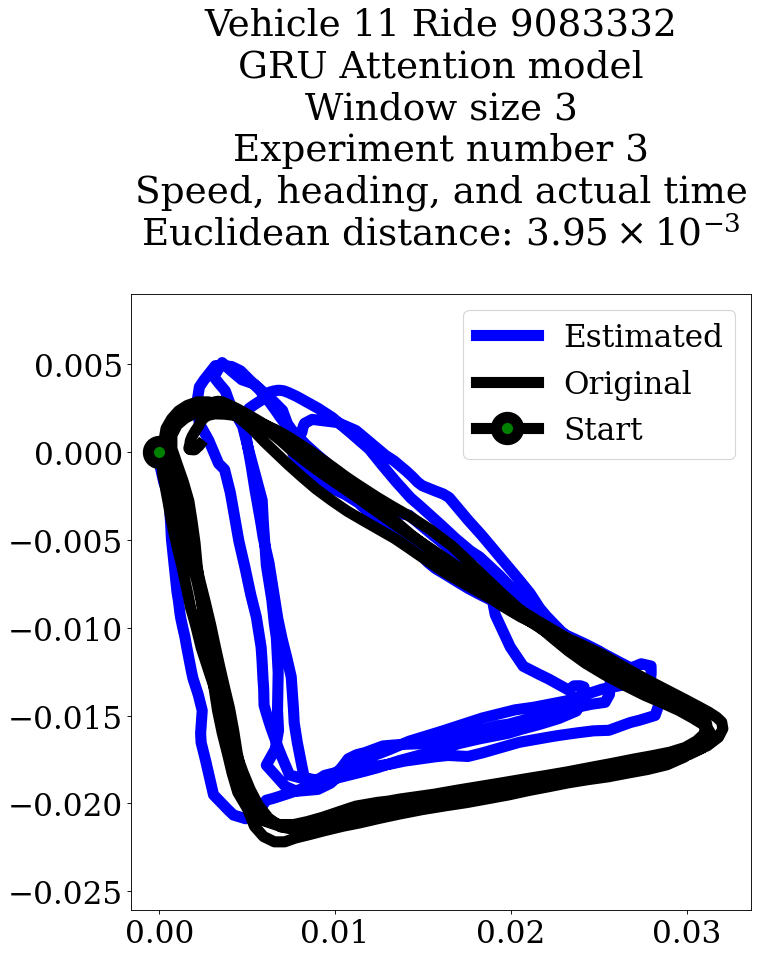 Vehicle 11 Ride 9083332
GRU Attention model
Window size 3
Experiment number 3
Speed, heading, and actual time
Euclidean distance: 3.95 × 10⁻³
Estimated
Original
Start
0.005
0.000
−0.005
−0.010
−0.015
−0.020
−0.025
0.00 0.01 0.02 0.03